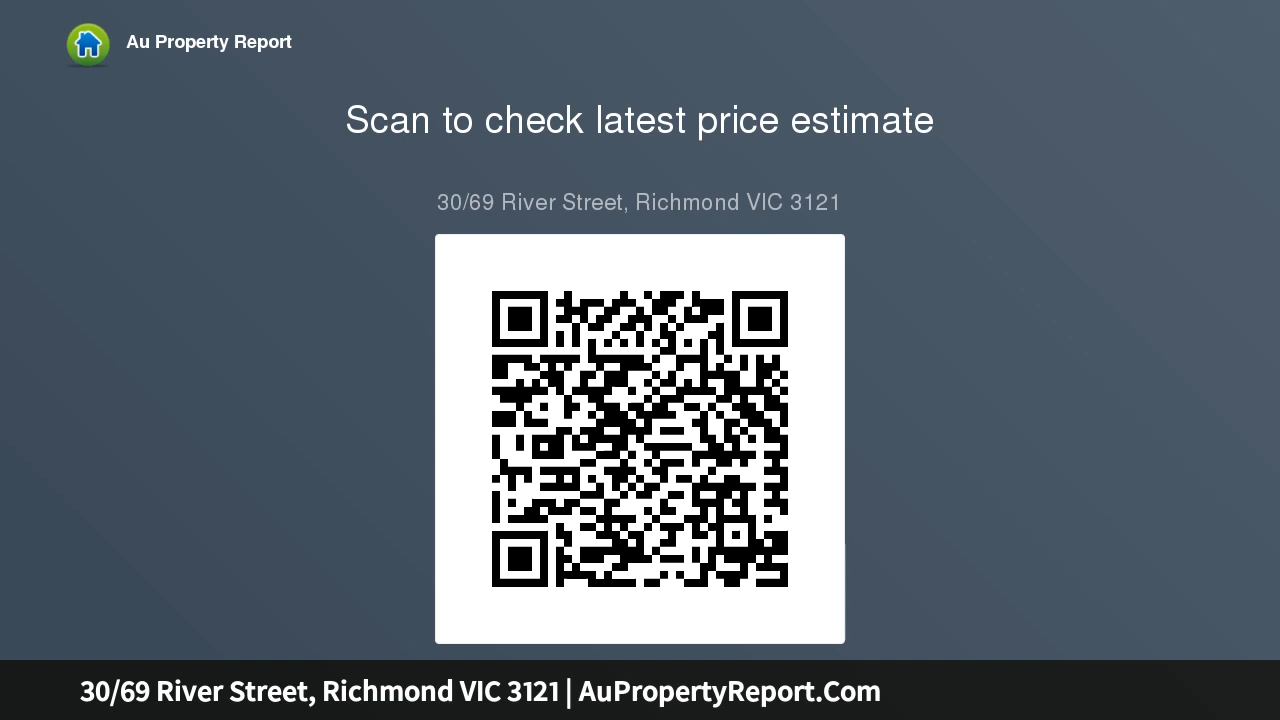 Au Property Report
Scan to check latest price estimate
30/69 River Street, Richmond VIC 3121
30/69 River Street, Richmond VIC 3121 | AuPropertyReport.Com